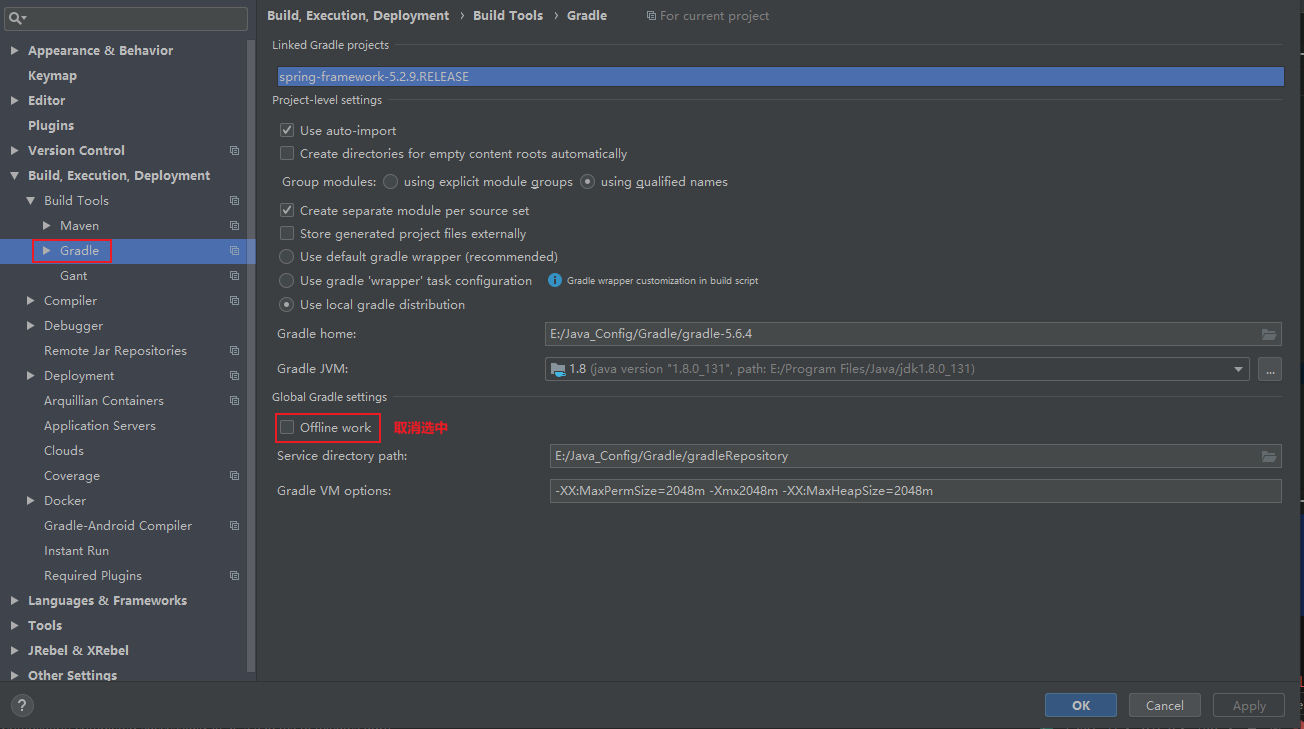 Build, Execution, Deployment › Build Tools › Gradle For current project
Appearance & Behavior
Keymap
Editor
Plugins
Version Control
Build, Execution, Deployment
Build Tools
Maven
Gradle
Gant
Compiler
Debugger
Remote Jar Repositories
Deployment
Arquillian Containers
Application Servers
Clouds
Coverage
Docker
Gradle-Android Compiler
Instant Run
Required Plugins
Languages & Frameworks
Tools
JRebel & XRebel
Other Settings
Linked Gradle projects
spring-framework-5.2.9.RELEASE
Project-level settings
Use auto-import
Create directories for empty content roots automatically
Group modules: using explicit module groups using qualified names
Create separate module per source set
Store generated project files externally
Use default gradle wrapper (recommended)
Use gradle 'wrapper' task configuration Gradle wrapper customization in build script
Use local gradle distribution
Gradle home: E:/Java_Config/Gradle/gradle-5.6.4
Gradle JVM: 1.8 (java version "1.8.0_131", path: E:/Program Files/Java/jdk1.8.0_131) ...
Global Gradle settings
Offline work 取消选中
Service directory path: E:/Java_Config/Gradle/gradleRepository
Gradle VM options: -XX:MaxPermSize=2048m -Xmx2048m -XX:MaxHeapSize=2048m
? OK Cancel Apply